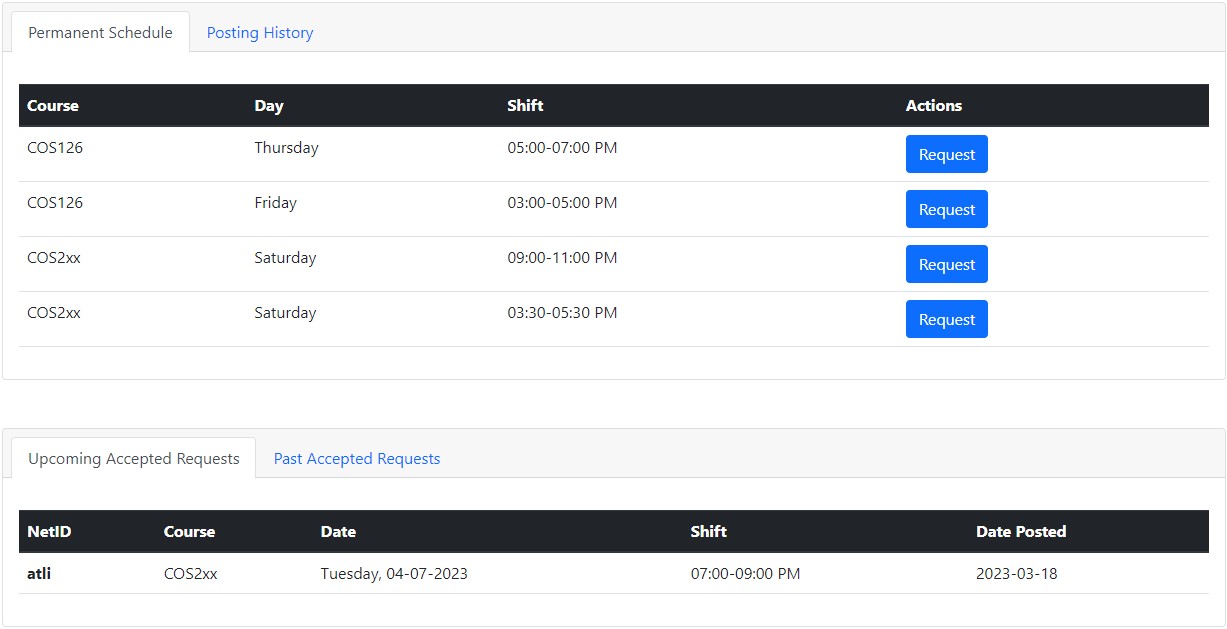 Permanent Schedule Posting History
Course Day Shift Actions
COS126 Thursday 05:00-07:00 PM Request
COS126 Friday 03:00-05:00 PM Request
COS2xx Saturday 09:00-11:00 PM Request
COS2xx Saturday 03:30-05:30 PM Request
Upcoming Accepted Requests Past Accepted Requests
NetID Course Date Shift Date Posted
atli COS2xx Tuesday, 04-07-2023 07:00-09:00 PM 2023-03-18